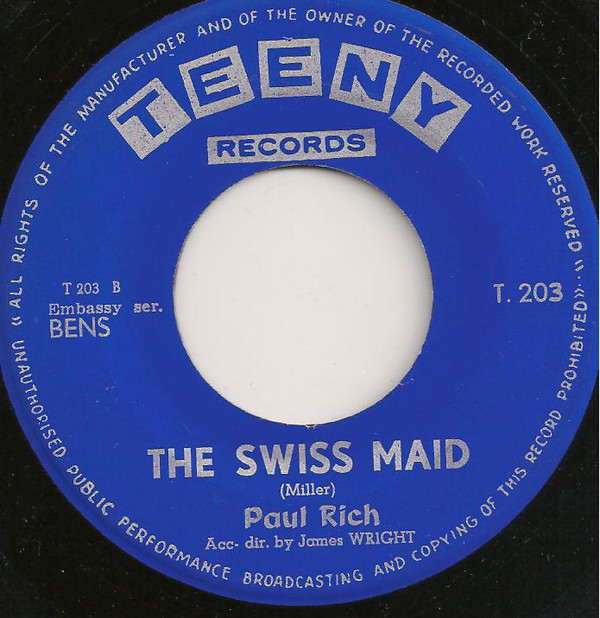 « ALL RIGHTS OF THE MANUFACTURER AND OF THE OWNER OF THE RECORDED WORK RESERVED «
TEENY
RECORDS
T 203 B
Embassy ser.
BENS
T. 203
THE SWISS MAID
(Miller)
Paul Rich
Acc- dir. by James WRIGHT
UNAUTHORISED PUBLIC PERFORMANCE BROADCASTING AND COPYING OF THIS RECORD PROHIBITED»